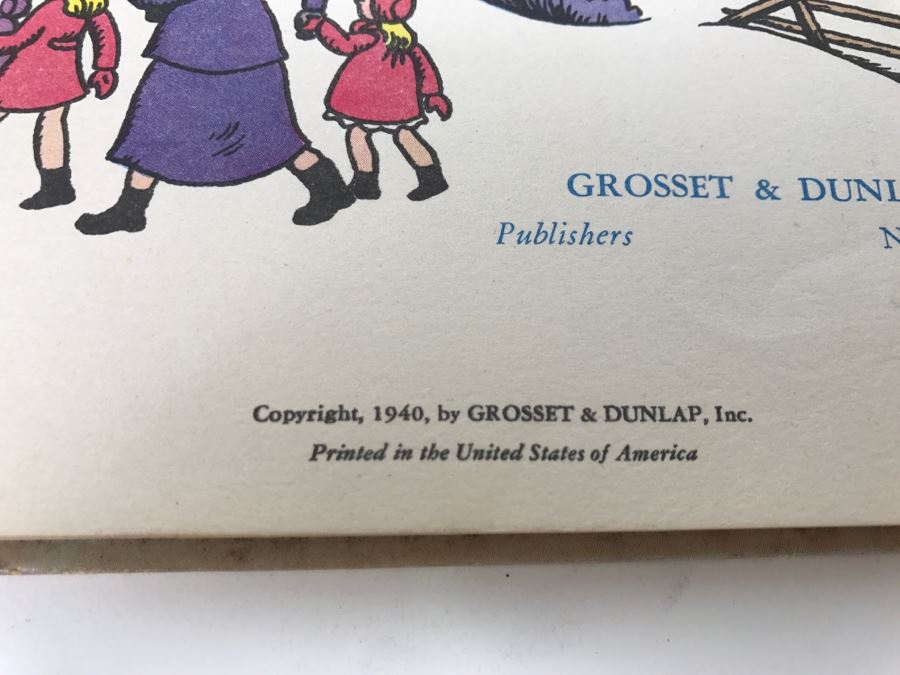 GROSSET & DUNL
Publishers N
Copyright, 1940, by GROSSET & DUNLAP, Inc.
Printed in the United States of America